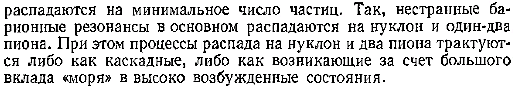 распадаются на минимальное число частиц. Так, нестранные ба-
рионные резонансы в основном распадаются на нуклон и один-два
пиона. При этом процессы распада на нуклон и два пиона трактуют-
ся либо как каскадные, либо как возникающие за счет большого
вклада «моря» в высоко возбужденные состояния.